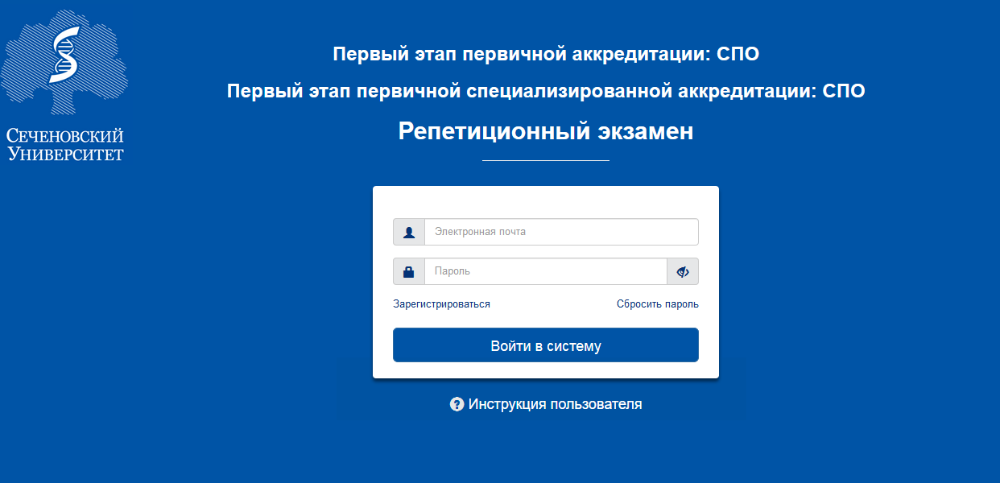 Первый этап первичной аккредитации: СПО
Первый этап первичной специализированной аккредитации: СПО
Репетиционный экзамен
Сеченовский
Университет
Электронная почта
Пароль
Зарегистрироваться Сбросить пароль
Войти в систему
? Инструкция пользователя